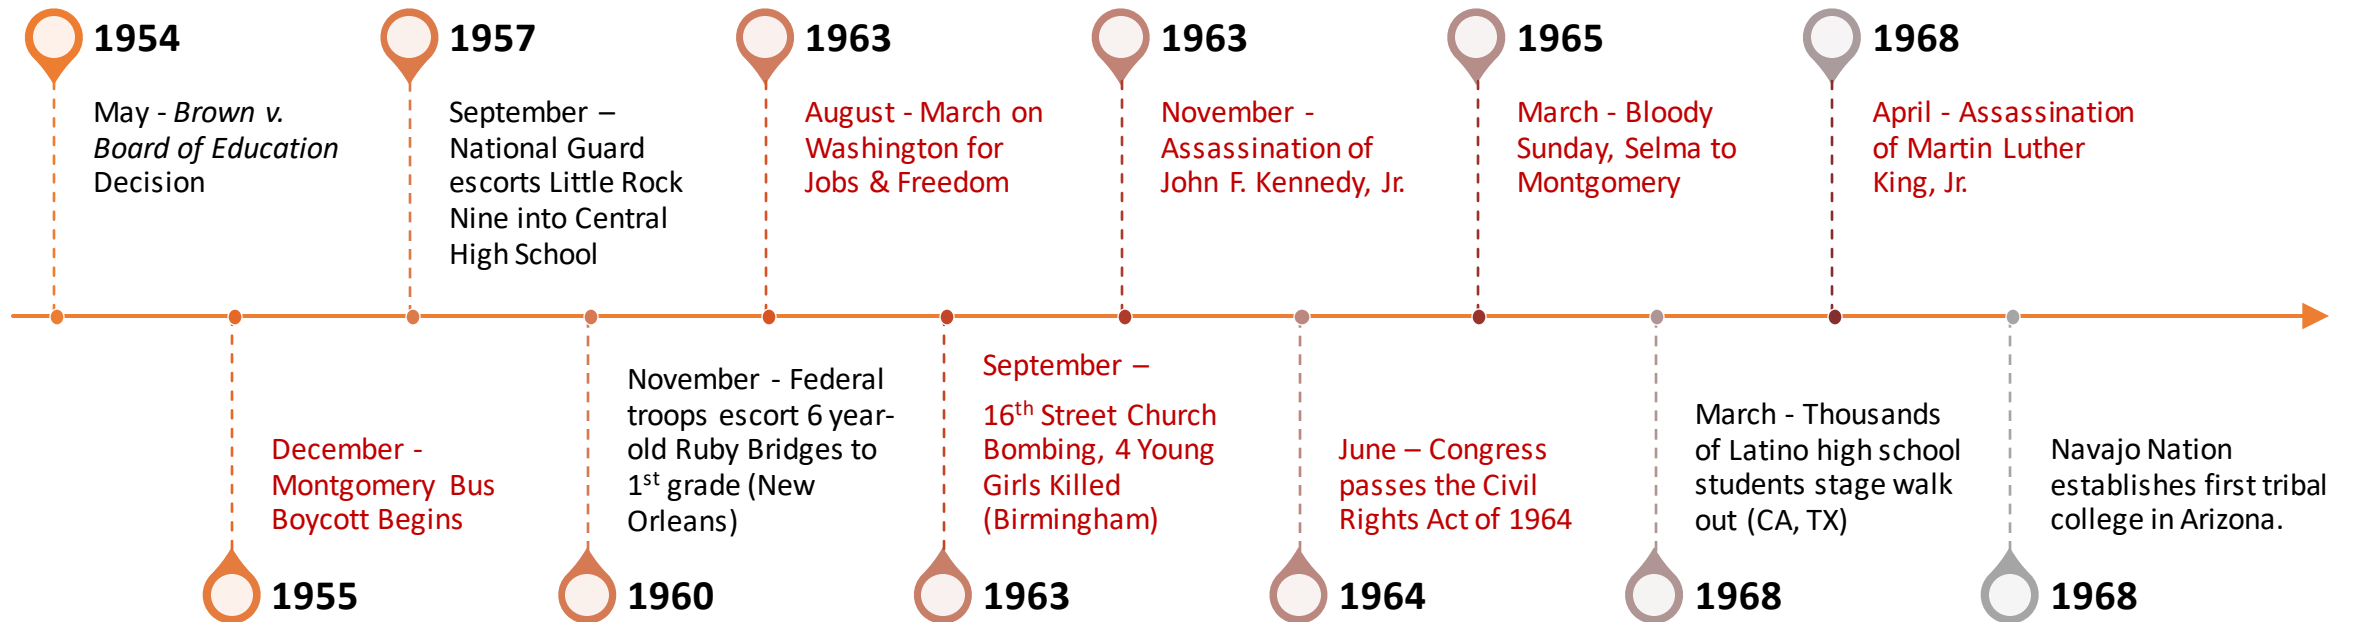 1954
May - Brown v.
Board of Education
Decision
1957
September –
National Guard
escorts Little Rock
Nine into Central
High School
1963
August - March on
Washington for
Jobs & Freedom
1963
November -
Assassination of
John F. Kennedy, Jr.
1965
March - Bloody
Sunday, Selma to
Montgomery
1968
April - Assassination
of Martin Luther
King, Jr.
December -
Montgomery Bus
Boycott Begins
1955
November - Federal
troops escort 6 year-
old Ruby Bridges to
1st grade (New
Orleans)
1960
September –
16th Street Church
Bombing, 4 Young
Girls Killed
(Birmingham)
1963
June – Congress
passes the Civil
Rights Act of 1964
1964
March - Thousands
of Latino high school
students stage walk
out (CA, TX)
1968
Navajo Nation
establishes first tribal
college in Arizona.
1968